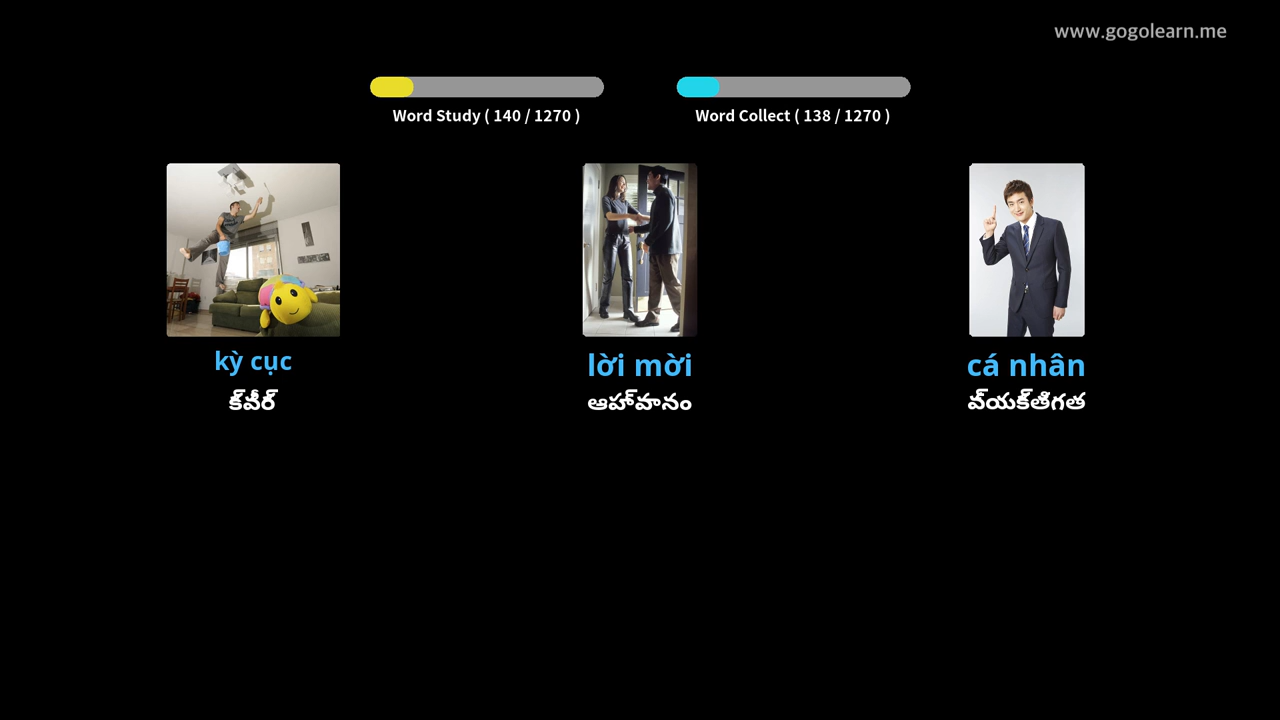 www.gogolearn.me
Word Study ( 140 / 1270 )
Word Collect ( 138 / 1270 )
kỳ cục
lời mời
cá nhân
క్వీర్
ఆహ్వానం
వ్యక్తిగత